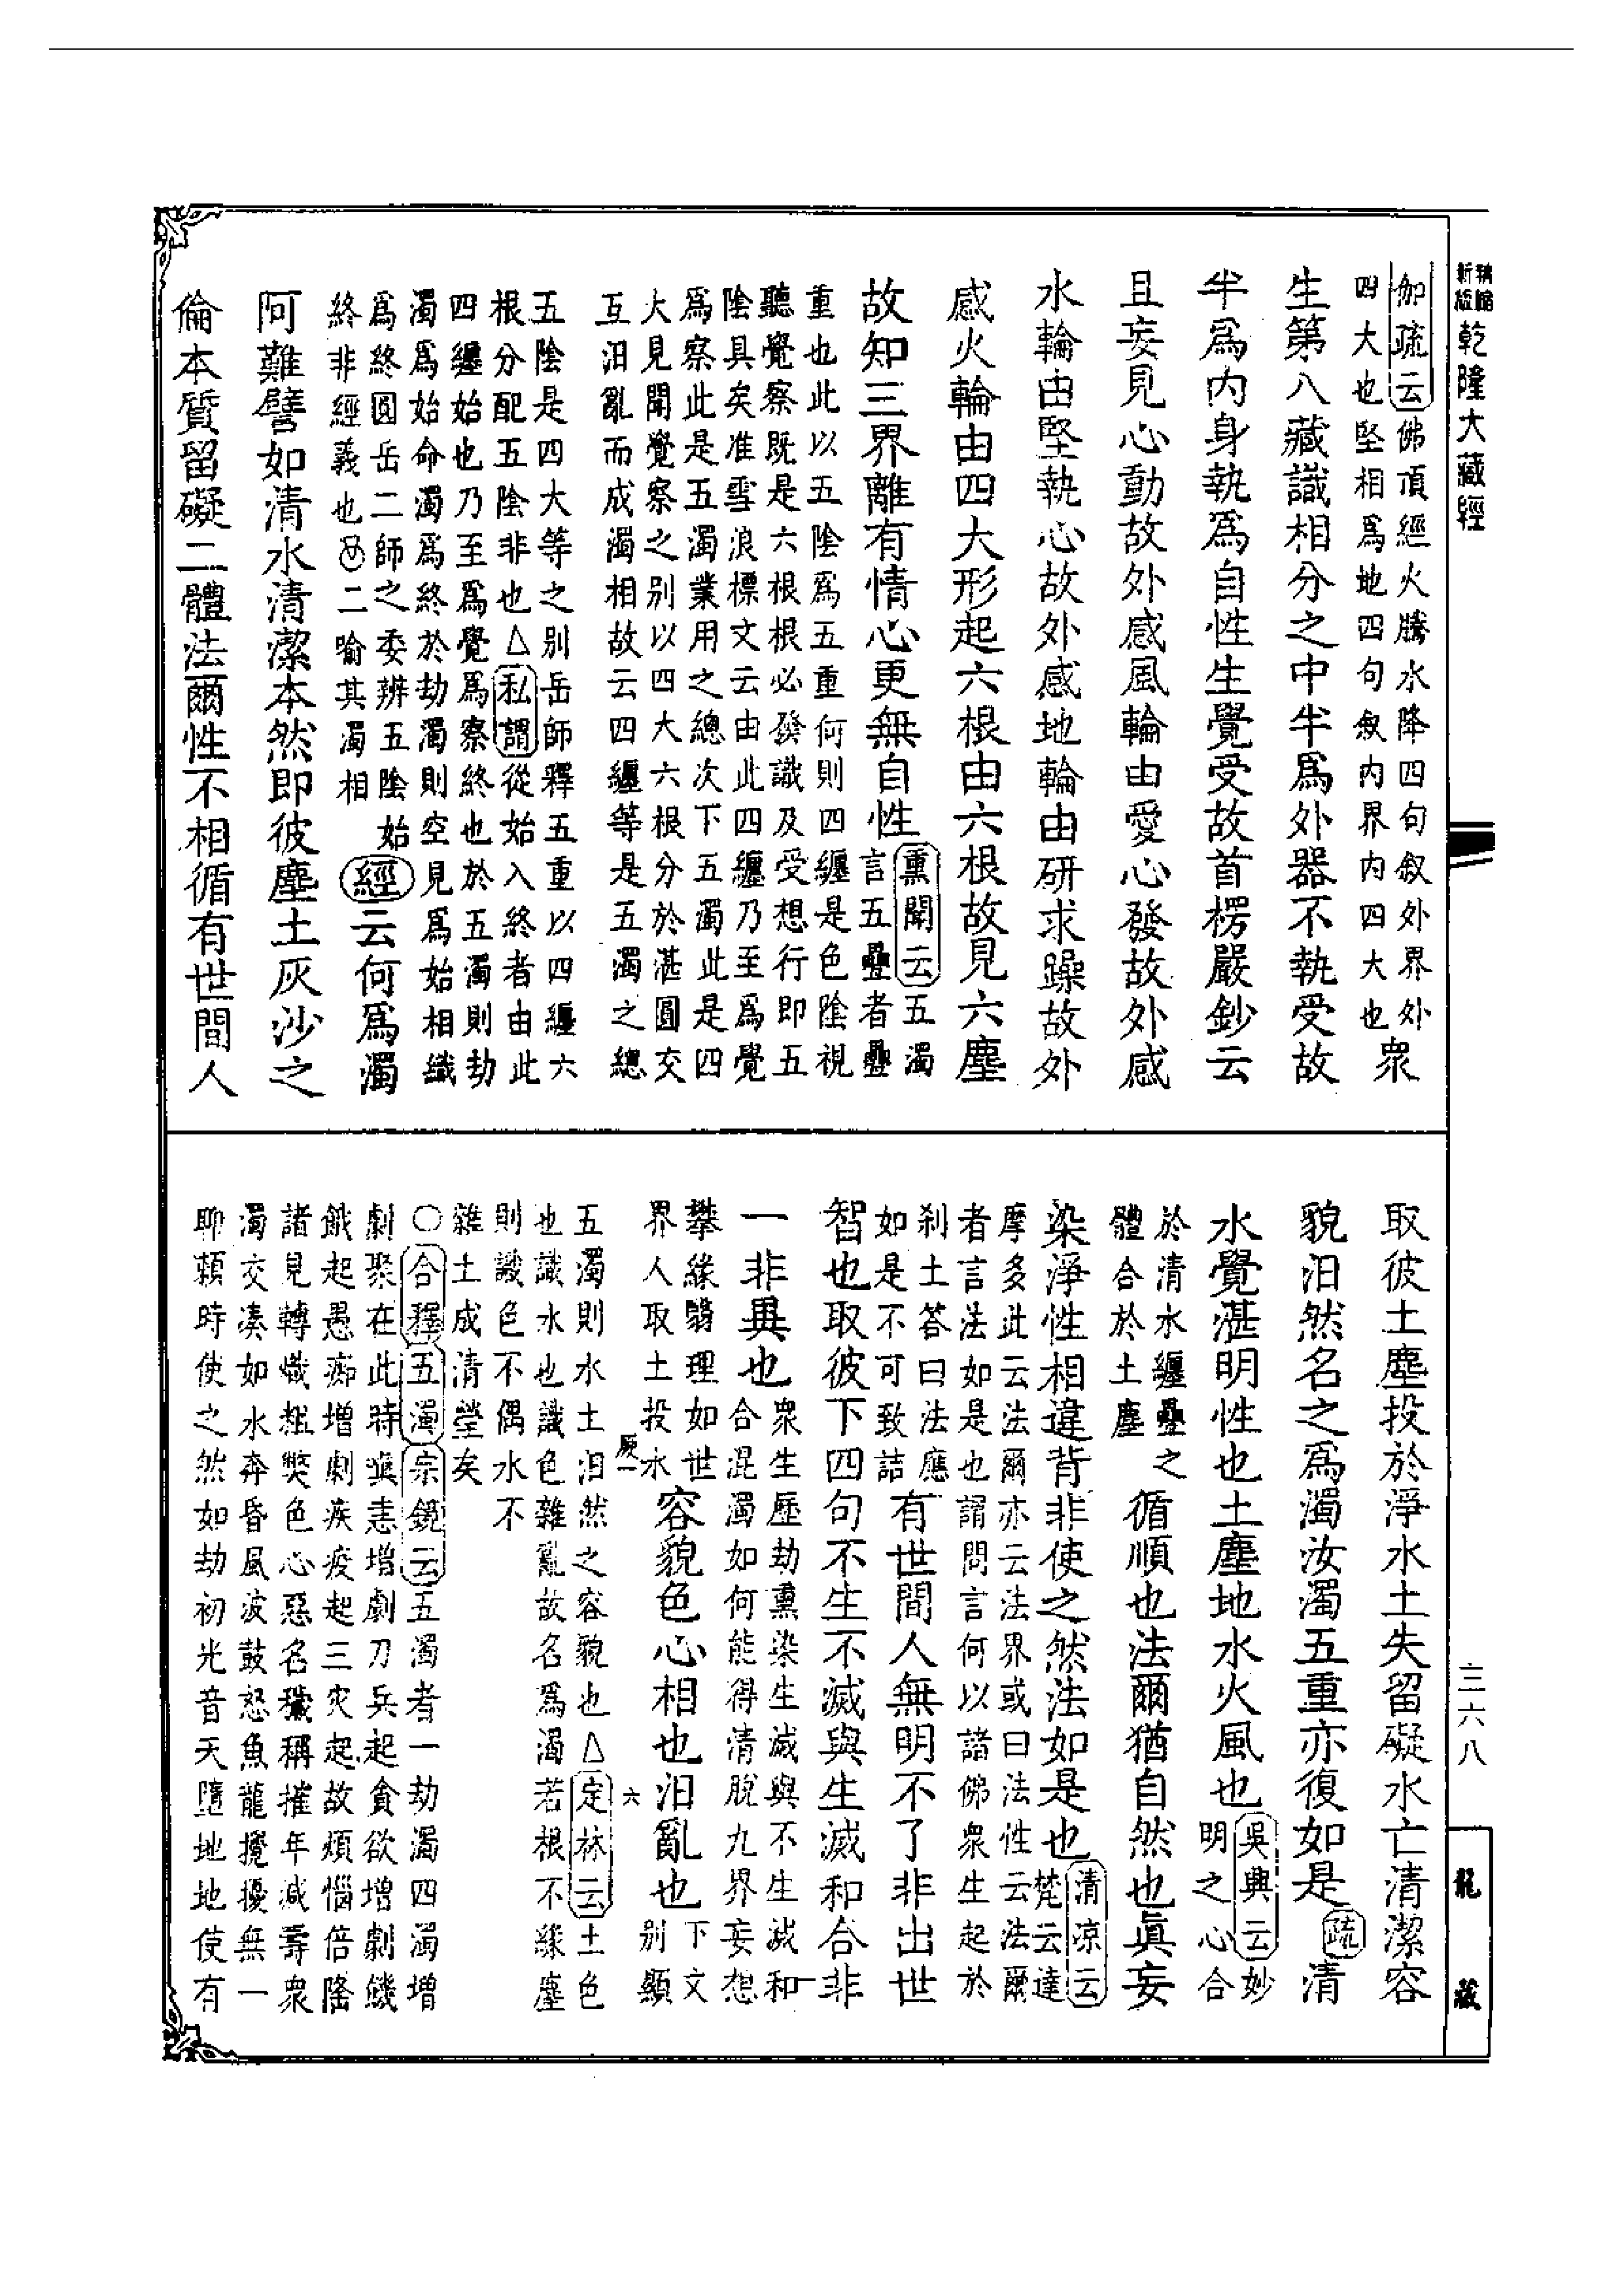 精縮
新版
乾隆大藏經
伽疏云佛頂經火騰水降四句叙外界外
四大也堅相爲地四句叙内界内四大也
衆
生第八藏識相分之中半爲外器不執受故
半爲内身執爲自性生覺受故首楞嚴鈔云
且妄見心動故外感風輪由愛心發故外感
水輪由堅執心故外感地輪由研求躁故外
感火輪由四大形起六根由六根故見六塵
故知三界離有情心更無自性
熏聞云五濁
言五疊者疊
重也此以五陰爲五重何則四纏是色陰視
聽覺察既是六根根必發識及受想行即五
陰具矣准雪浪標文云由此四纏乃至爲覺
爲察此是五濁業用之總次下五濁此是四
大見聞覺察之别以四大六根分於湛圓交
互汨亂而成濁相故云四纏等是五濁之總
五陰是四大等之别岳師釋五重以四纏六
根分配五陰非也△私謂從始入終者由此
四纏始也乃至爲覺爲察終也於五濁則劫
濁爲始命濁爲終於劫濁則空見爲始相織
爲終圓岳二師之委辨五陰始
終非經義也㊁二喻其濁相
經云何爲濁
阿難譬如清水清潔本然即彼塵土灰沙之
倫本質留礙二體法爾性不相循有世間人
取彼土塵投於淨水土失留礙水亡清潔容
貌汨然名之爲濁汝濁五重亦復如是疏清
水覺湛明性也土塵地水火風也
吳興云妙
明之心合
於清水纏疊之
體合於土塵
循順也法爾猶自然也眞妄
染淨性相違背非使之然法如是也
清凉云
梵云達
摩多此云法爾亦云法界或曰法性云法爾
者言法如是也謂問言何以諸佛衆生起於
刹土答曰法應
如是不可致詰
有世間人無明不了非出世
智也取彼下四句不生不滅與生滅和合非
一非異也
衆生歷劫熏染生滅與不生滅和
合混濁如何能得清脫九界妄想
攀緣翳理如世
界人取土投水
容貌色心相也汨亂也
下文
别顯
五濁則水土汨然之容貌也△定林云土色
也識水也識色雜亂故名爲濁若根不緣塵
則識色不偶水不
雜土成清瑩矣
○合釋五濁宗鏡云五濁者一劫濁四濁增
劇聚在此時瞋恚增劇刀兵起貪欲增劇饑
餓起愚癡增劇疾疫起三灾起故煩惱倍隆
諸見轉熾麤弊色心惡名穢稱摧年減壽衆
濁交湊如水奔昏風波鼓怒魚龍攪擾無一
聊賴時使之然如劫初光音天墮地地使有
三六八
龍藏